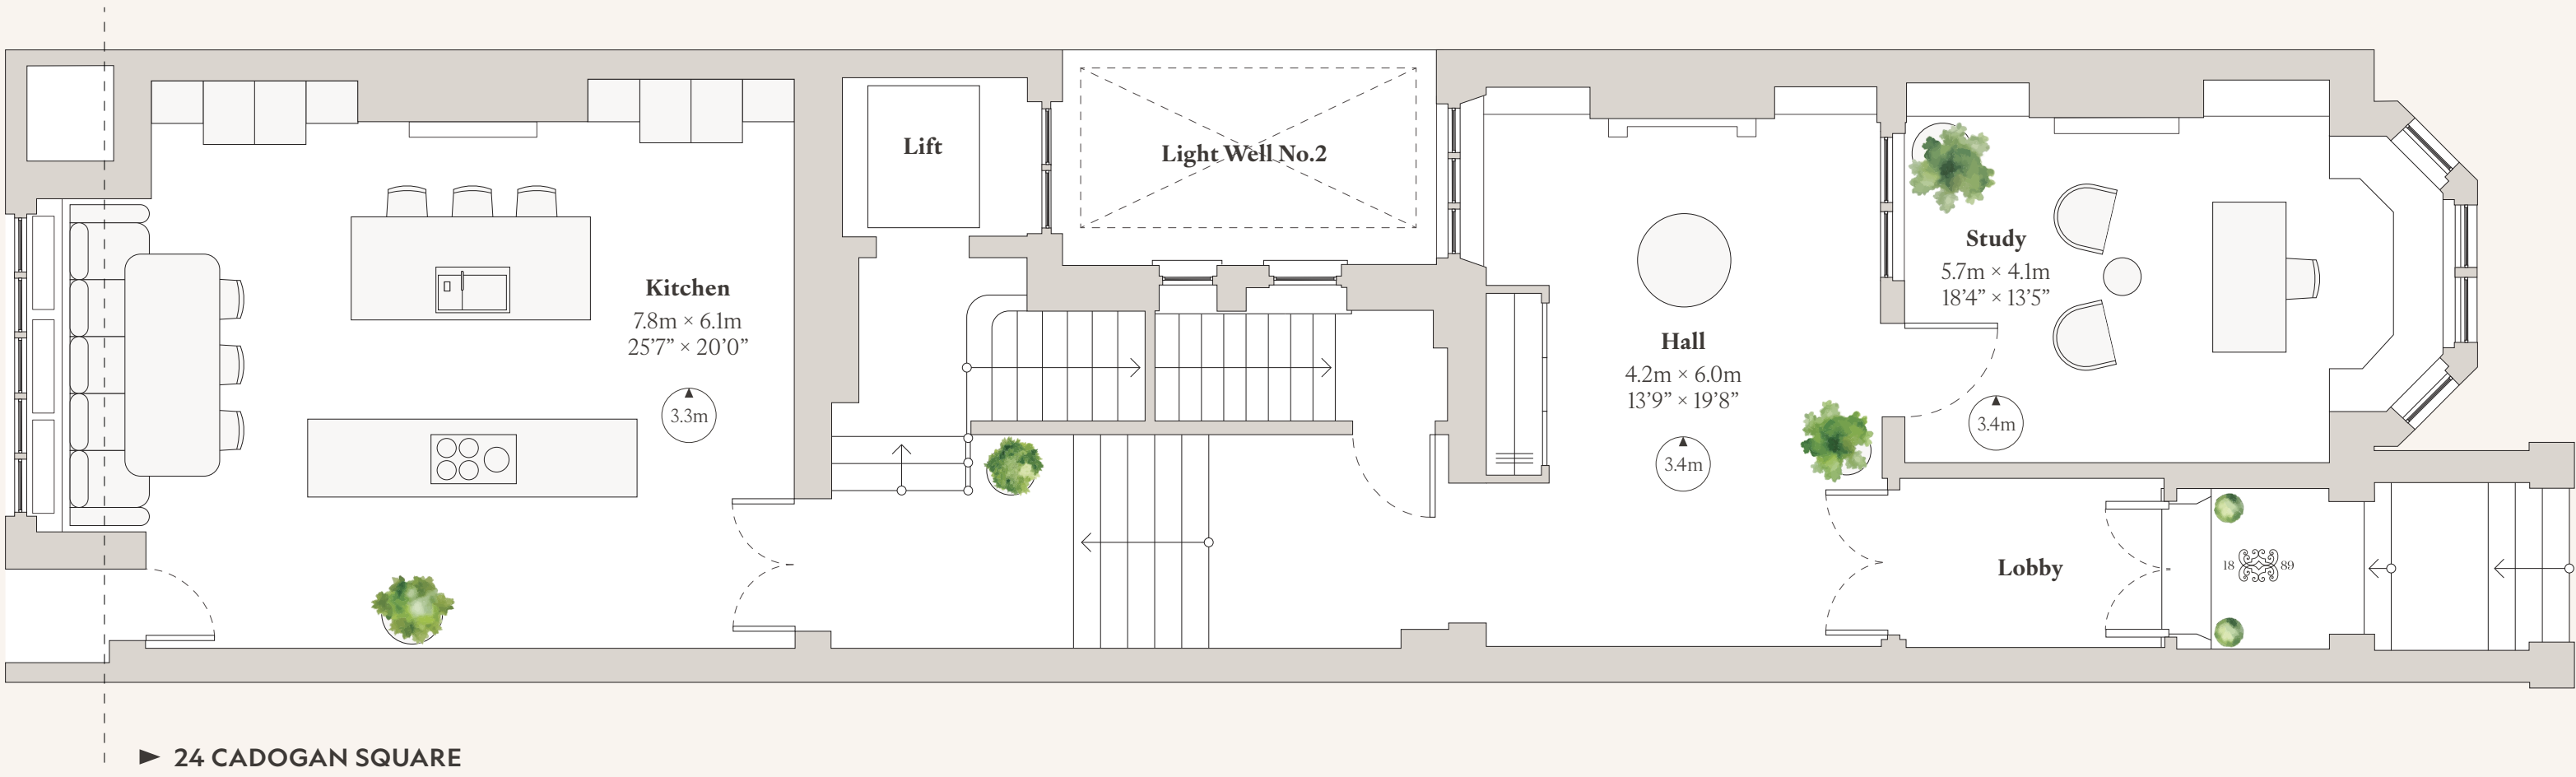 Lift
Light Well No.2
Kitchen
7.8m × 6.1m
25’7” × 20’0”
3.3m
Hall
4.2m × 6.0m
13’9” × 19’8”
3.4m
Study
5.7m × 4.1m
18’4” × 13’5”
3.4m
Lobby
18 89
24 CADOGAN SQUARE